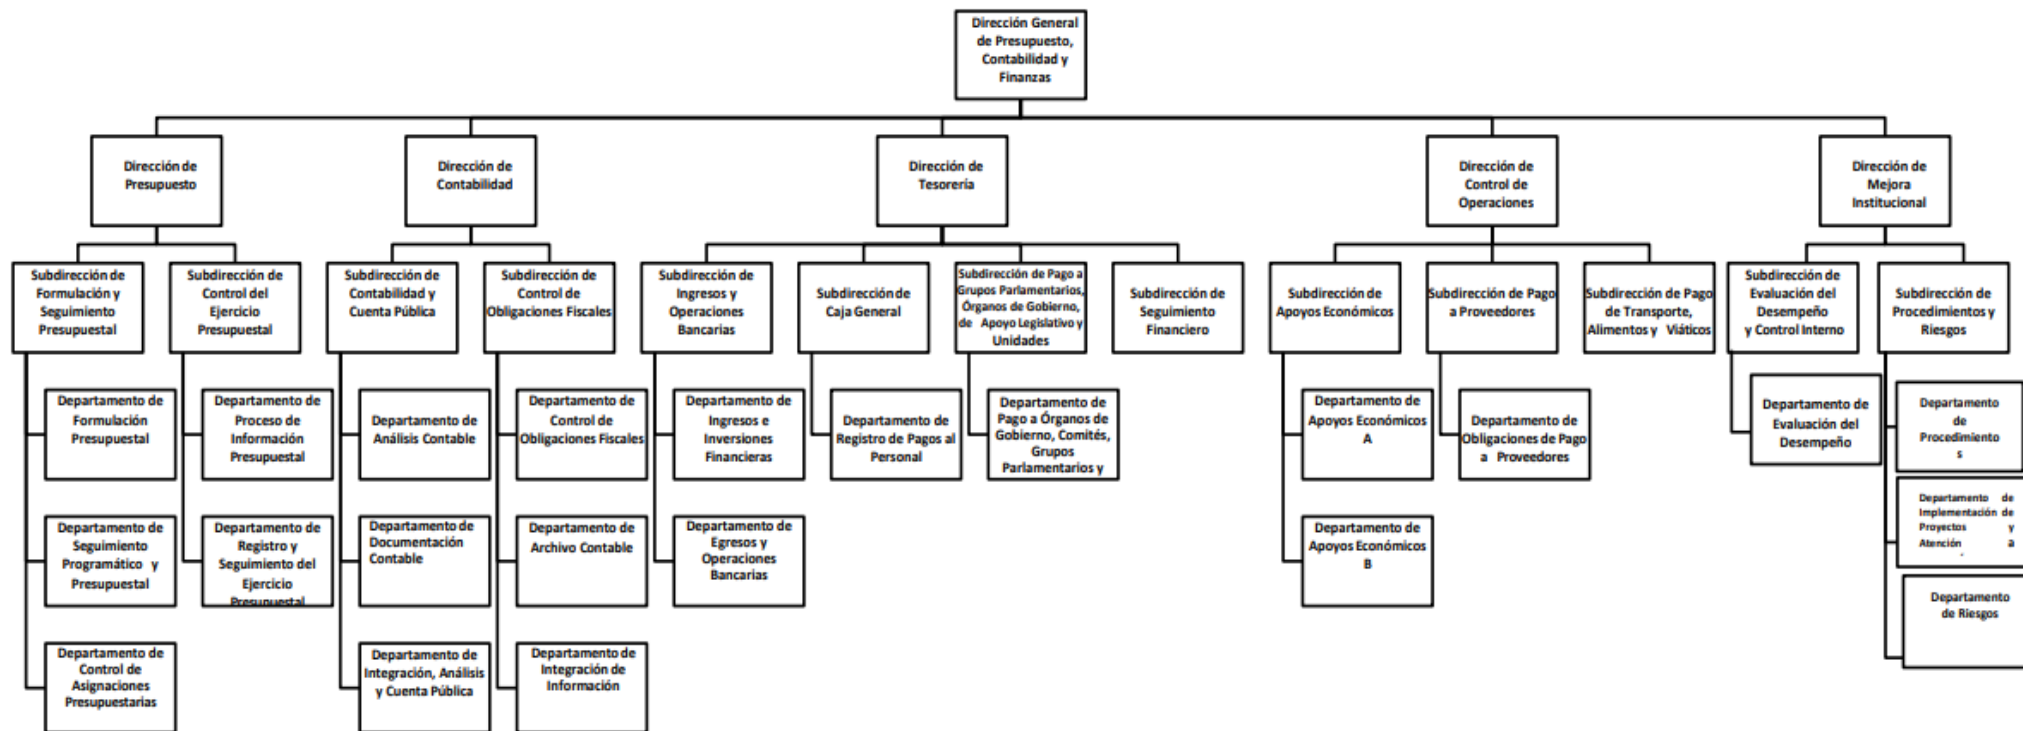 Dirección General
de Presupuesto,
Contabilidad y
Finanzas
Dirección de
Presupuesto
Dirección de
Contabilidad
Dirección de
Tesorería
Dirección de
Control de
Operaciones
Dirección de
Mejora
Institucional
Subdirección de
Formulación y
Seguimiento
Presupuestal
Subdirección de
Control del
Ejercicio
Presupuestal
Subdirección de
Contabilidad y
Cuenta Pública
Subdirección de
Control de
Obligaciones Fiscales
Subdirección de
Ingresos y
Operaciones
Bancarias
Subdirección de
Caja General
Subdirección de Pago a
Grupos Parlamentarios,
Órganos de Gobierno,
de Apoyo Legislativo y
Unidades
Subdirección de
Seguimiento
Financiero
Subdirección de
Apoyos Económicos
Subdirección de Pago
a Proveedores
Subdirección de Pago
de Transporte,
Alimentos y Viáticos
Subdirección de
Evaluación del
Desempeño
y Control Interno
Subdirección de
Procedimientos y
Riesgos
Departamento de
Formulación
Presupuestal
Departamento de
Proceso de
Información
Presupuestal
Departamento de
Análisis Contable
Departamento de
Control de
Obligaciones Fiscales
Departamento de
Ingresos e
Inversiones
Financieras
Departamento de
Registro de Pagos al
Personal
Departamento de
Pago a Órganos de
Gobierno, Comités,
Grupos
Parlamentarios y
Departamento de
Apoyos Económicos
A
Departamento de
Obligaciones de Pago
a Proveedores
Departamento de
Evaluación del
Desempeño
Departamento
de
Procedimiento
s
Departamento de
Seguimiento
Programático y
Presupuestal
Departamento de
Registro y
Seguimiento del
Ejercicio
Presupuestal
Departamento de
Documentación
Contable
Departamento de
Archivo Contable
Departamento de
Egresos y
Operaciones
Bancarias
Departamento de
Apoyos Económicos
B
Departamento de
Implementación de
Proyectos y
Atención a
Departamento
de Riesgos
Departamento de
Control de
Asignaciones
Presupuestarias
Departamento de
Integración, Análisis
y Cuenta Pública
Departamento de
Integración de
Información